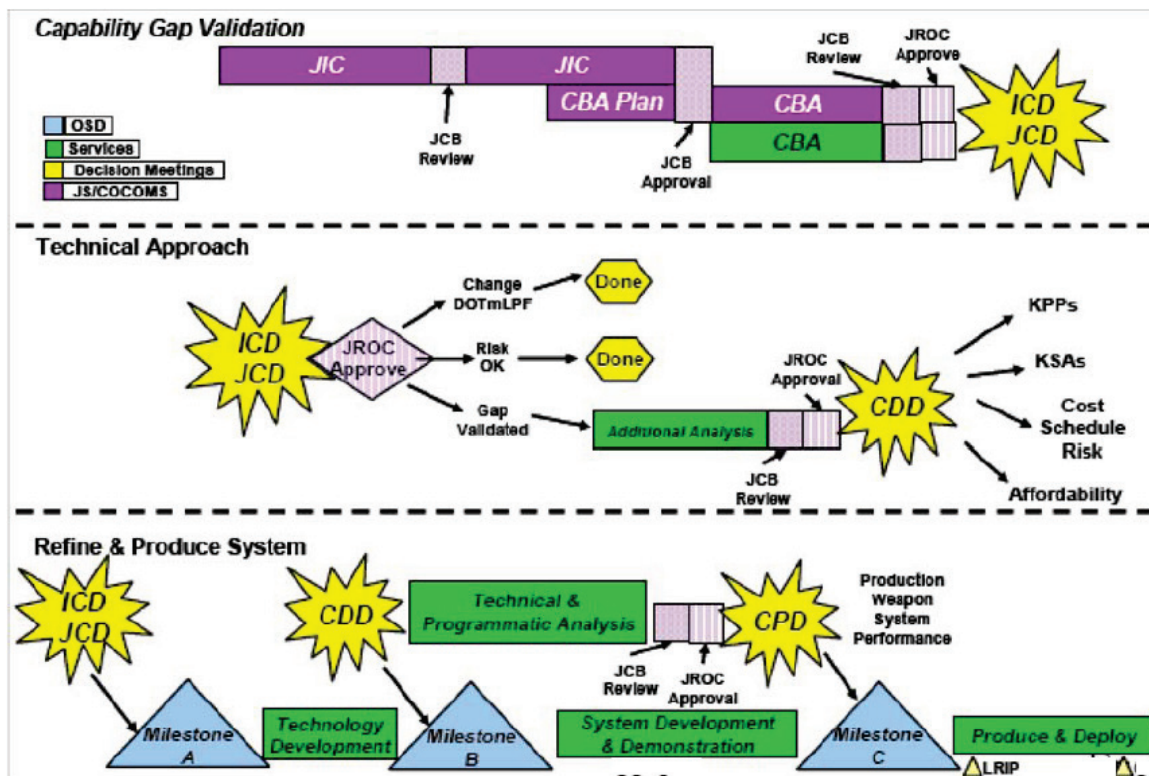 Capability Gap Validation
JIC
JIC
JCB
Review
JROC
Approve
CBA Plan
CBA
CBA
ICD
JCD
JCB
Review
JCB
Approval
OSD
Services
Decision Meetings
JS/COCOMS
Technical Approach
ICD
JCD
JROC
Approve
Change
DOTmLPF
Done
Risk
OK
Done
Gap
Validated
Additional Analysis
JCB
Review
JROC
Approval
CDD
KPPs
KSAs
Cost
Schedule
Risk
Affordability
Refine & Produce System
ICD
JCD
CDD
Technical &
Programmatic Analysis
JCB
Review
JROC
Approval
CPD
Production
Weapon
System
Performance
Milestone
A
Technology
Development
Milestone
B
System Development
& Demonstration
Milestone
C
Produce & Deploy
LRIP